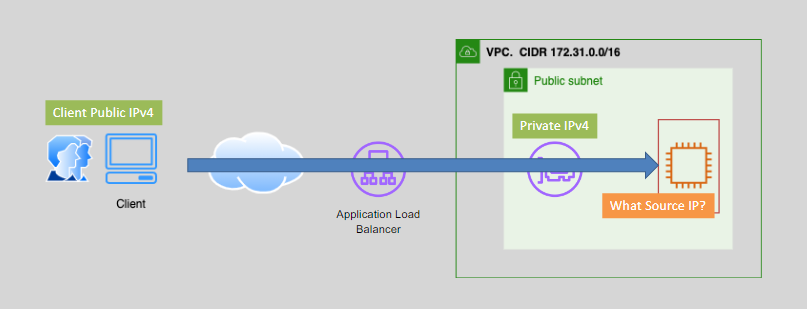 VPC. CIDR 172.31.0.0/16
Public subnet
Client Public IPv4
Private IPv4
What Source IP?
Client
Application Load
Balancer